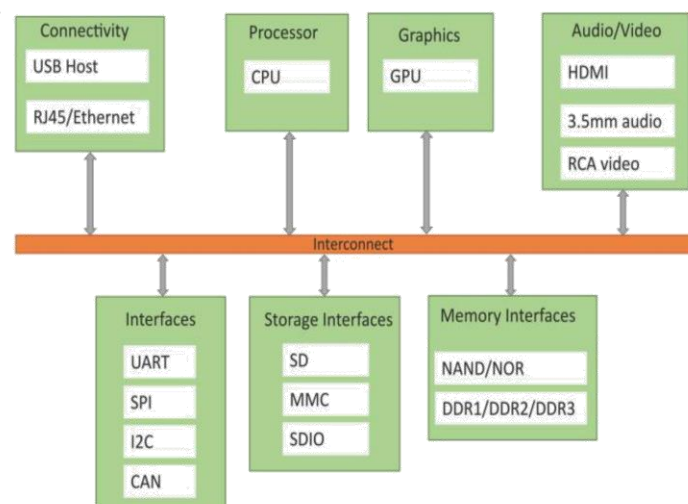 Connectivity
USB Host
RJ45/Ethernet
Processor
CPU
Graphics
GPU
Audio/Video
HDMI
3.5mm audio
RCA video
Interconnect
Interfaces
UART
SPI
I2C
CAN
Storage Interfaces
SD
MMC
SDIO
Memory Interfaces
NAND/NOR
DDR1/DDR2/DDR3